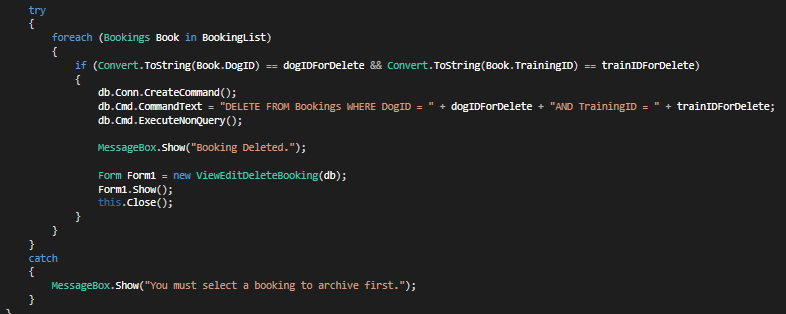 try
{
foreach (Bookings Book in BookingList)
{
if (Convert.ToString(Book.DogID) == dogIDForDelete && Convert.ToString(Book.TrainingID) == trainIDForDelete)
{
db.Conn.CreateCommand();
db.Cmd.CommandText = "DELETE FROM Bookings WHERE DogID = " + dogIDForDelete + "AND TrainingID = " + trainIDForDelete;
db.Cmd.ExecuteNonQuery();
MessageBox.Show("Booking Deleted.");
Form Form1 = new ViewEditDeleteBooking(db);
Form1.Show();
this.Close();
}
}
}
catch
{
MessageBox.Show("You must select a booking to archive first.");
}
}